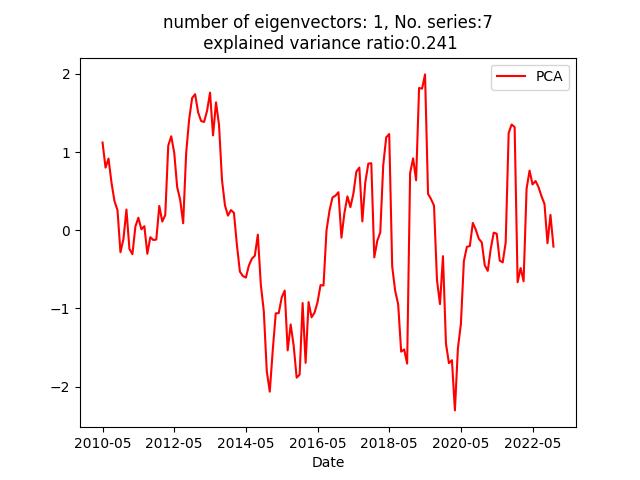 number of eigenvectors: 1, No. series:7
explained variance ratio:0.241
PCA
2
1
0
−1
−2
2010-05 2012-05 2014-05 2016-05 2018-05 2020-05 2022-05
Date